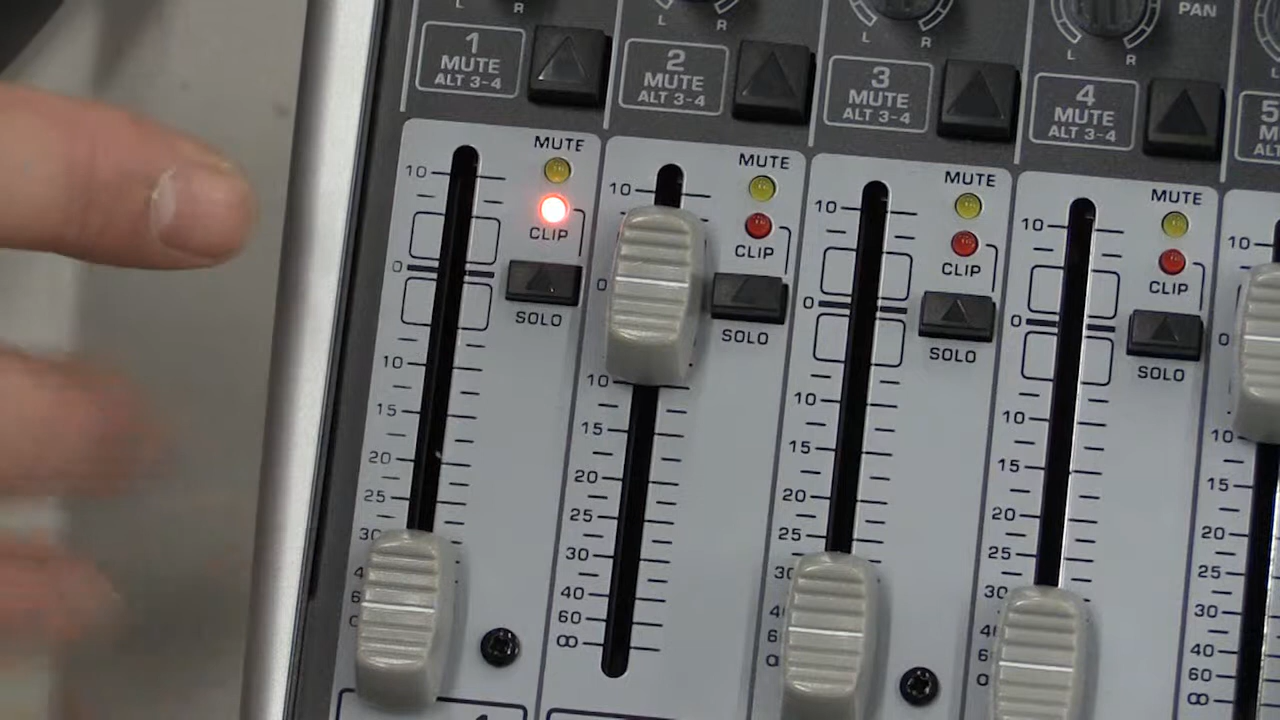 L R
L R
L R
L R
PAN
1
MUTE
ALT 3-4
2
MUTE
ALT 3-4
3
MUTE
ALT 3-4
4
MUTE
ALT 3-4
5
MUTE
CLIP
SOLO
10
0
10
15
20
25
30
MUTE
CLIP
SOLO
10
0
10
15
20
25
30
40
60
∞
MUTE
CLIP
SOLO
10
0
10
15
20
25
30
MUTE
CLIP
SOLO
10
0
10
15
20
25
30
10
0
10
15
20
25
30
40
60
∞